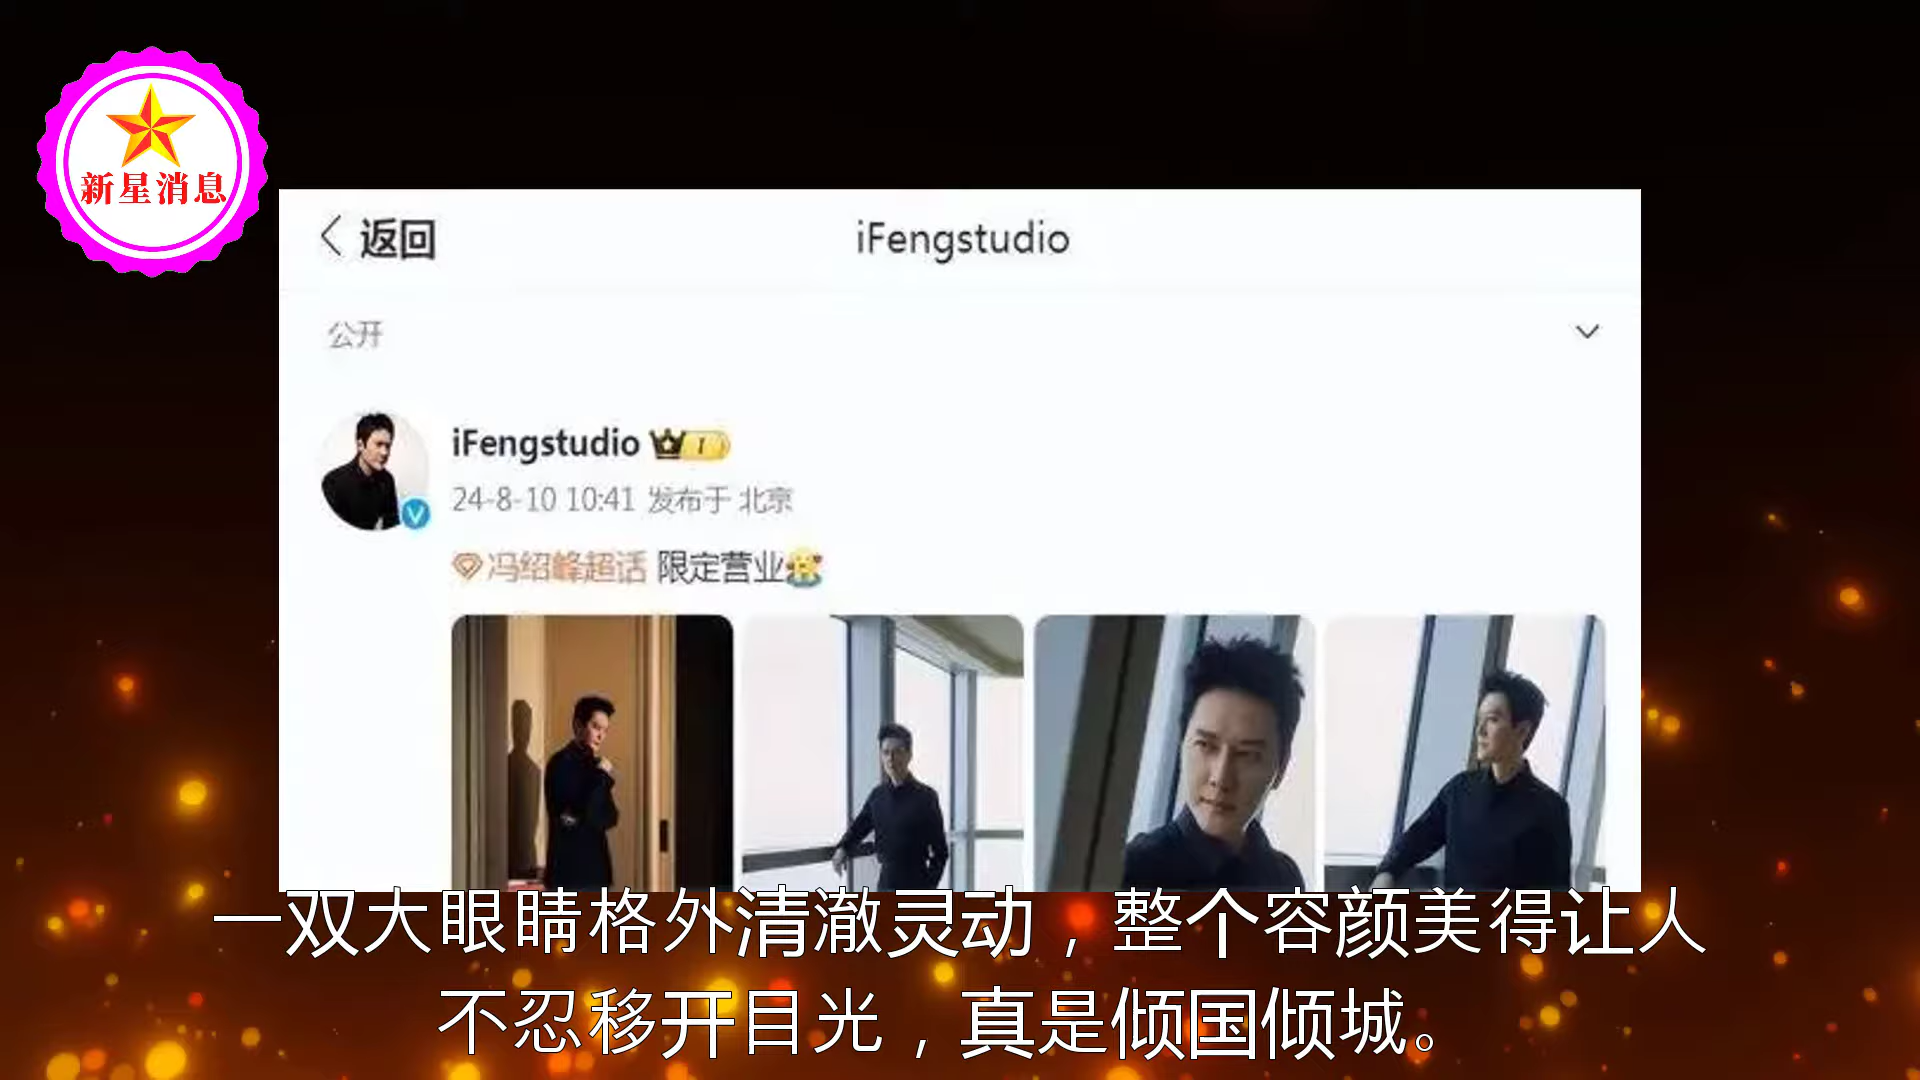 新星消息
返回
iFengstudio
公开
iFengstudio I
24-8-10 10:41 发布于 北京
冯绍峰超话 限定营业
一双大眼睛格外清澈灵动，整个容颜美得让人
不忍移开目光，真是倾国倾城。